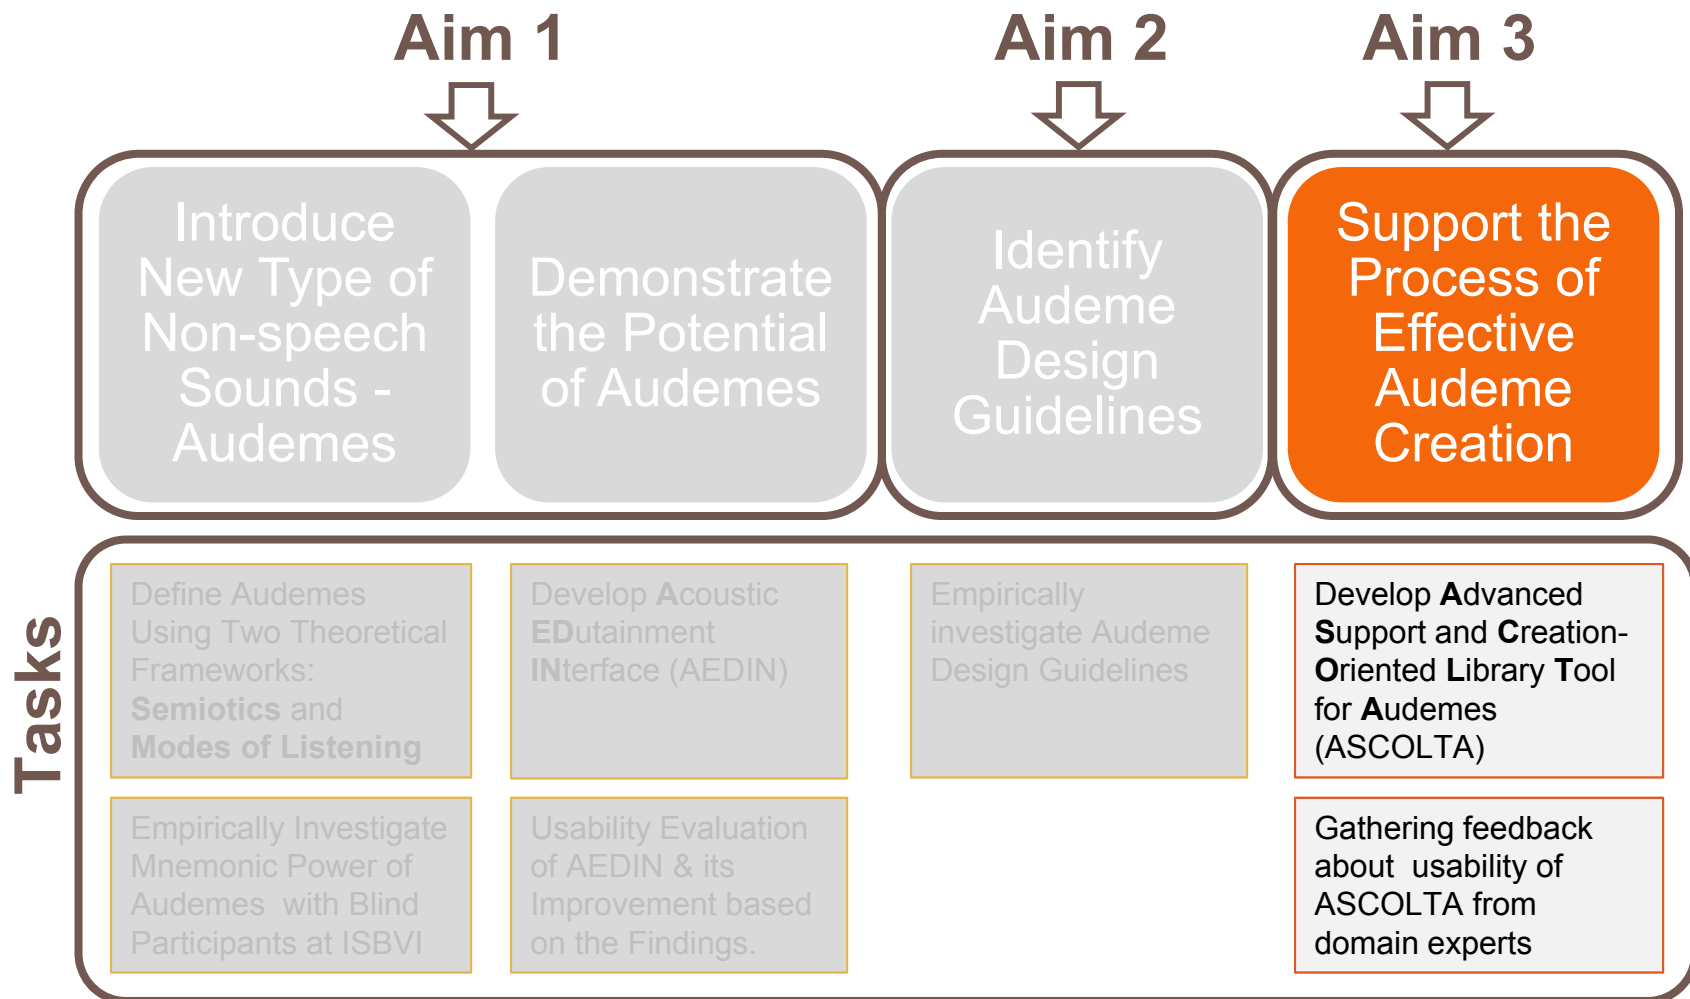 Aim 1
Aim 2
Aim 3
Introduce
New Type of
Non-speech
Sounds -
Audemes
Demonstrate
the Potential
of Audemes
Identify
Audeme
Design
Guidelines
Support the
Process of
Effective
Audeme
Creation
Tasks
Define Audemes
Using Two Theoretical
Frameworks:
Semiotics and
Modes of Listening
Develop Acoustic
EDutainment
INterface (AEDIN)
Empirically
investigate Audeme
Design Guidelines
Develop Advanced
Support and Creation-
Oriented Library Tool
for Audemes
(ASCOLTA)
Empirically Investigate
Mnemonic Power of
Audemes with Blind
Participants at ISBVI
Usability Evaluation
of AEDIN & its
Improvement based
on the Findings.
Gathering feedback
about usability of
ASCOLTA from
domain experts